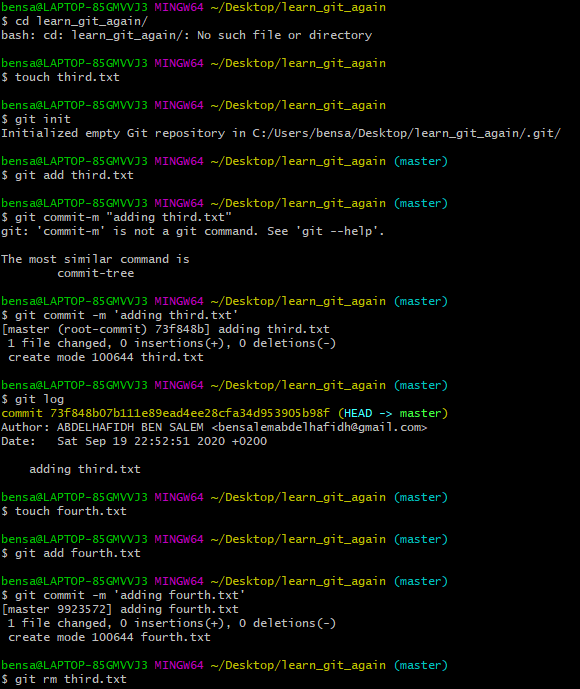 bensa@LAPTOP-85GMVVJ3 MINGW64 ~/Desktop/learn_git_again
$ cd learn_git_again/
bash: cd: learn_git_again/: No such file or directory
bensa@LAPTOP-85GMVVJ3 MINGW64 ~/Desktop/learn_git_again
$ touch third.txt
bensa@LAPTOP-85GMVVJ3 MINGW64 ~/Desktop/learn_git_again
$ git init
Initialized empty Git repository in C:/Users/bensa/Desktop/learn_git_again/.git/
bensa@LAPTOP-85GMVVJ3 MINGW64 ~/Desktop/learn_git_again (master)
$ git add third.txt
bensa@LAPTOP-85GMVVJ3 MINGW64 ~/Desktop/learn_git_again (master)
$ git commit-m "adding third.txt"
git: 'commit-m' is not a git command. See 'git --help'.
The most similar command is
        commit-tree
bensa@LAPTOP-85GMVVJ3 MINGW64 ~/Desktop/learn_git_again (master)
$ git commit -m 'adding third.txt'
[master (root-commit) 73f848b] adding third.txt
 1 file changed, 0 insertions(+), 0 deletions(-)
 create mode 100644 third.txt
bensa@LAPTOP-85GMVVJ3 MINGW64 ~/Desktop/learn_git_again (master)
$ git log
commit 73f848b07b111e89ead4ee28cfa34d953905b98f (HEAD -> master)
Author: ABDELHAFIDH BEN SALEM <bensalemabdelhafidh@gmail.com>
Date:   Sat Sep 19 22:52:51 2020 +0200
    adding third.txt
bensa@LAPTOP-85GMVVJ3 MINGW64 ~/Desktop/learn_git_again (master)
$ touch fourth.txt
bensa@LAPTOP-85GMVVJ3 MINGW64 ~/Desktop/learn_git_again (master)
$ git add fourth.txt
bensa@LAPTOP-85GMVVJ3 MINGW64 ~/Desktop/learn_git_again (master)
$ git commit -m 'adding fourth.txt'
[master 9923572] adding fourth.txt
 1 file changed, 0 insertions(+), 0 deletions(-)
 create mode 100644 fourth.txt
bensa@LAPTOP-85GMVVJ3 MINGW64 ~/Desktop/learn_git_again (master)
$ git rm third.txt